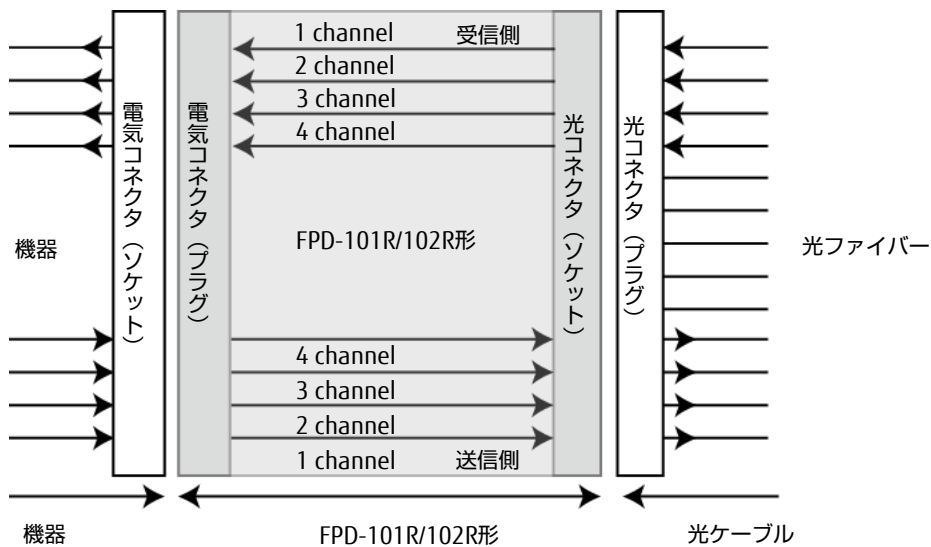 1 channel 受信側
2 channel
3 channel
4 channel
電気コネクタ（ソケット）
電気コネクタ（プラグ）
光コネクタ（ソケット）
光コネクタ（プラグ）
機器
FPD-101R/102R形
光ファイバー
4 channel
3 channel
2 channel
1 channel 送信側
機器
FPD-101R/102R形
光ケーブル